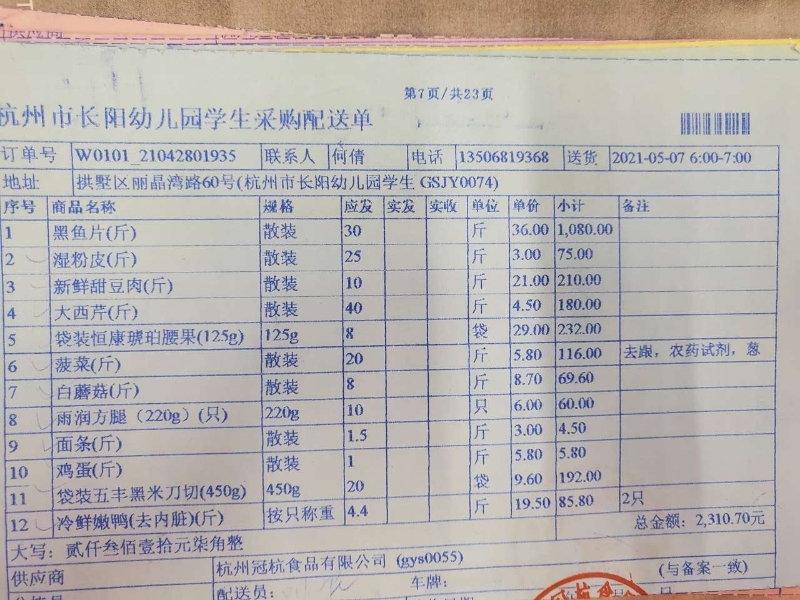 第7页/共23页
杭州市长阳幼儿园学生采购配送单
订单号 W0101_21042801935 联系人 何倩 电话 13506819368 送货 2021-05-07 6:00-7:00
地址 拱墅区丽晶湾路60号(杭州市长阳幼儿园学生 GSJY0074)
序号 商品名称 规格 应发 实发 实收 单位 单价 小计 备注
1 黑鱼片(斤) 散装 30 斤 36.00 1,080.00
2 湿粉皮(斤) 散装 25 斤 3.00 75.00
3 新鲜甜豆肉(斤) 散装 10 斤 21.00 210.00
4 大西芹(斤) 散装 40 斤 4.50 180.00
5 袋装恒康琥珀腰果(125g) 125g 8 袋 29.00 232.00
6 菠菜(斤) 散装 20 斤 5.80 116.00 去跟，农药试剂，葱
7 白蘑菇(斤) 散装 8 斤 8.70 69.60
8 雨润方腿（220g）(只) 220g 10 只 6.00 60.00
9 面条(斤) 散装 1.5 斤 3.00 4.50
10 鸡蛋(斤) 散装 1 斤 5.80 5.80
11 袋装五丰黑米刀切(450g) 450g 20 袋 9.60 192.00
12 冷鲜嫩鸭(去内脏)(斤) 按只称重 4.4 斤 19.50 85.80 2只
总金额：2,310.70元
大写：贰仟叁佰壹拾元柒角整
供应商 杭州冠杭食品有限公司 (gys0055) (与备案一致)
配送员： 车牌：